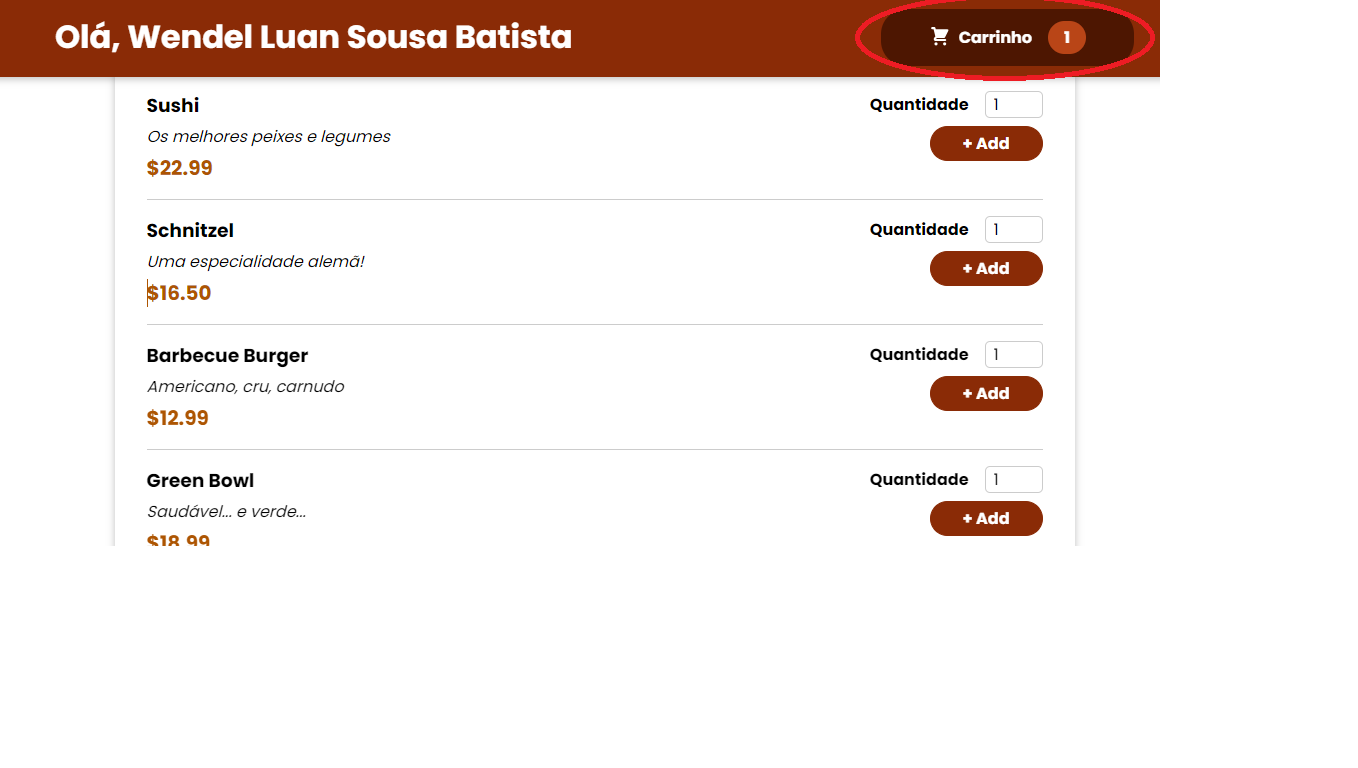 Olá, Wendel Luan Sousa Batista
Carrinho 1
Sushi
Quantidade 1
Os melhores peixes e legumes
+ Add
$22.99
Schnitzel
Quantidade 1
Uma especialidade alemã!
+ Add
$16.50
Barbecue Burger
Quantidade 1
Americano, cru, carnudo
+ Add
$12.99
Green Bowl
Quantidade 1
Saudável... e verde...
+ Add
$18.99